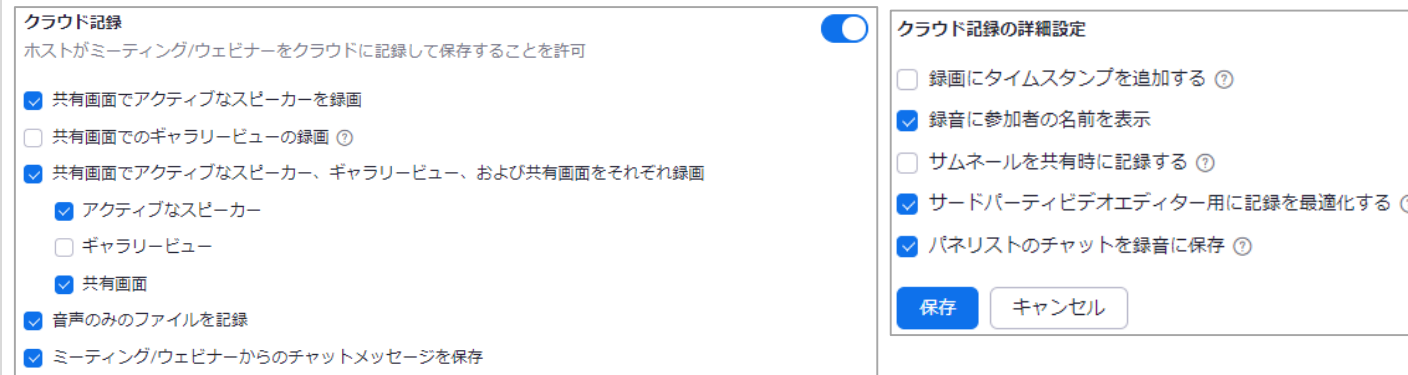 クラウド記録
ホストがミーティング/ウェビナーをクラウドに記録して保存することを許可
共有画面でアクティブなスピーカーを録画
共有画面でのギャラリービューの録画 ?
共有画面でアクティブなスピーカー、ギャラリービュー、および共有画面をそれぞれ録画
アクティブなスピーカー
ギャラリービュー
共有画面
音声のみのファイルを記録
ミーティング/ウェビナーからのチャットメッセージを保存
クラウド記録の詳細設定
録画にタイムスタンプを追加する ?
録音に参加者の名前を表示
サムネールを共有時に記録する ?
サードパーティビデオエディター用に記録を最適化する
パネリストのチャットを録音に保存 ?
保存 キャンセル